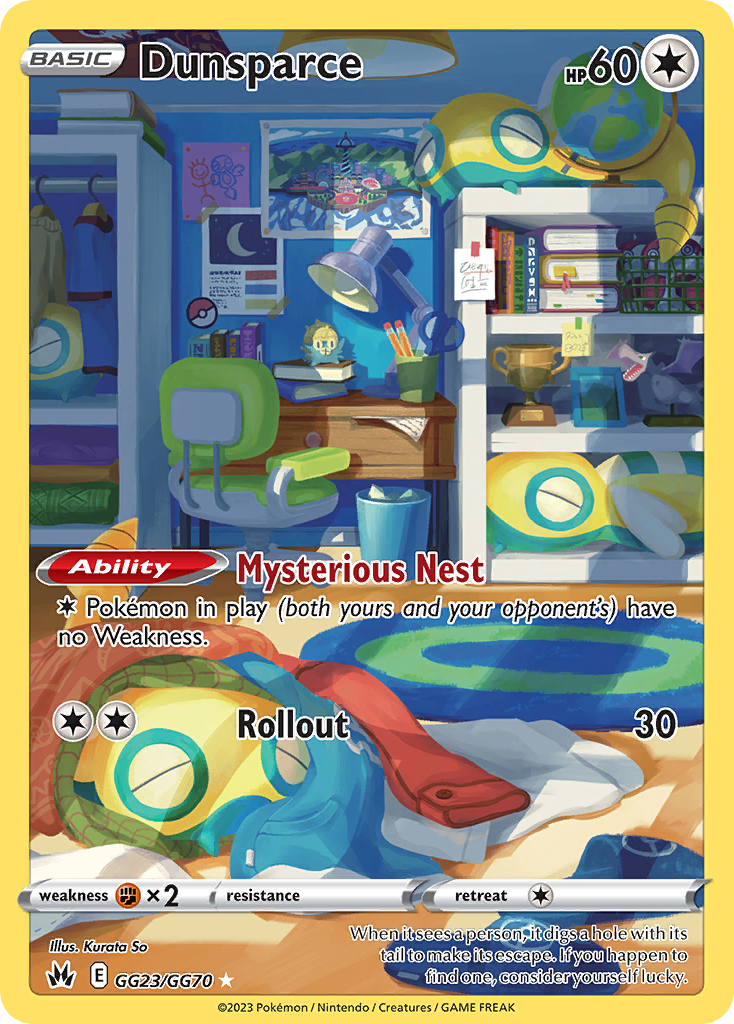 BASIC Dunsparce HP60
Ability Mysterious Nest
Pokémon in play (both yours and your opponent's) have
no Weakness.
Rollout 30
weakness ×2 resistance retreat
Illus. Kurata So
When it sees a person, it digs a hole with its
tail to make its escape. If you happen to
find one, consider yourself lucky.
E GG23/GG70
©2023 Pokémon / Nintendo / Creatures / GAME FREAK